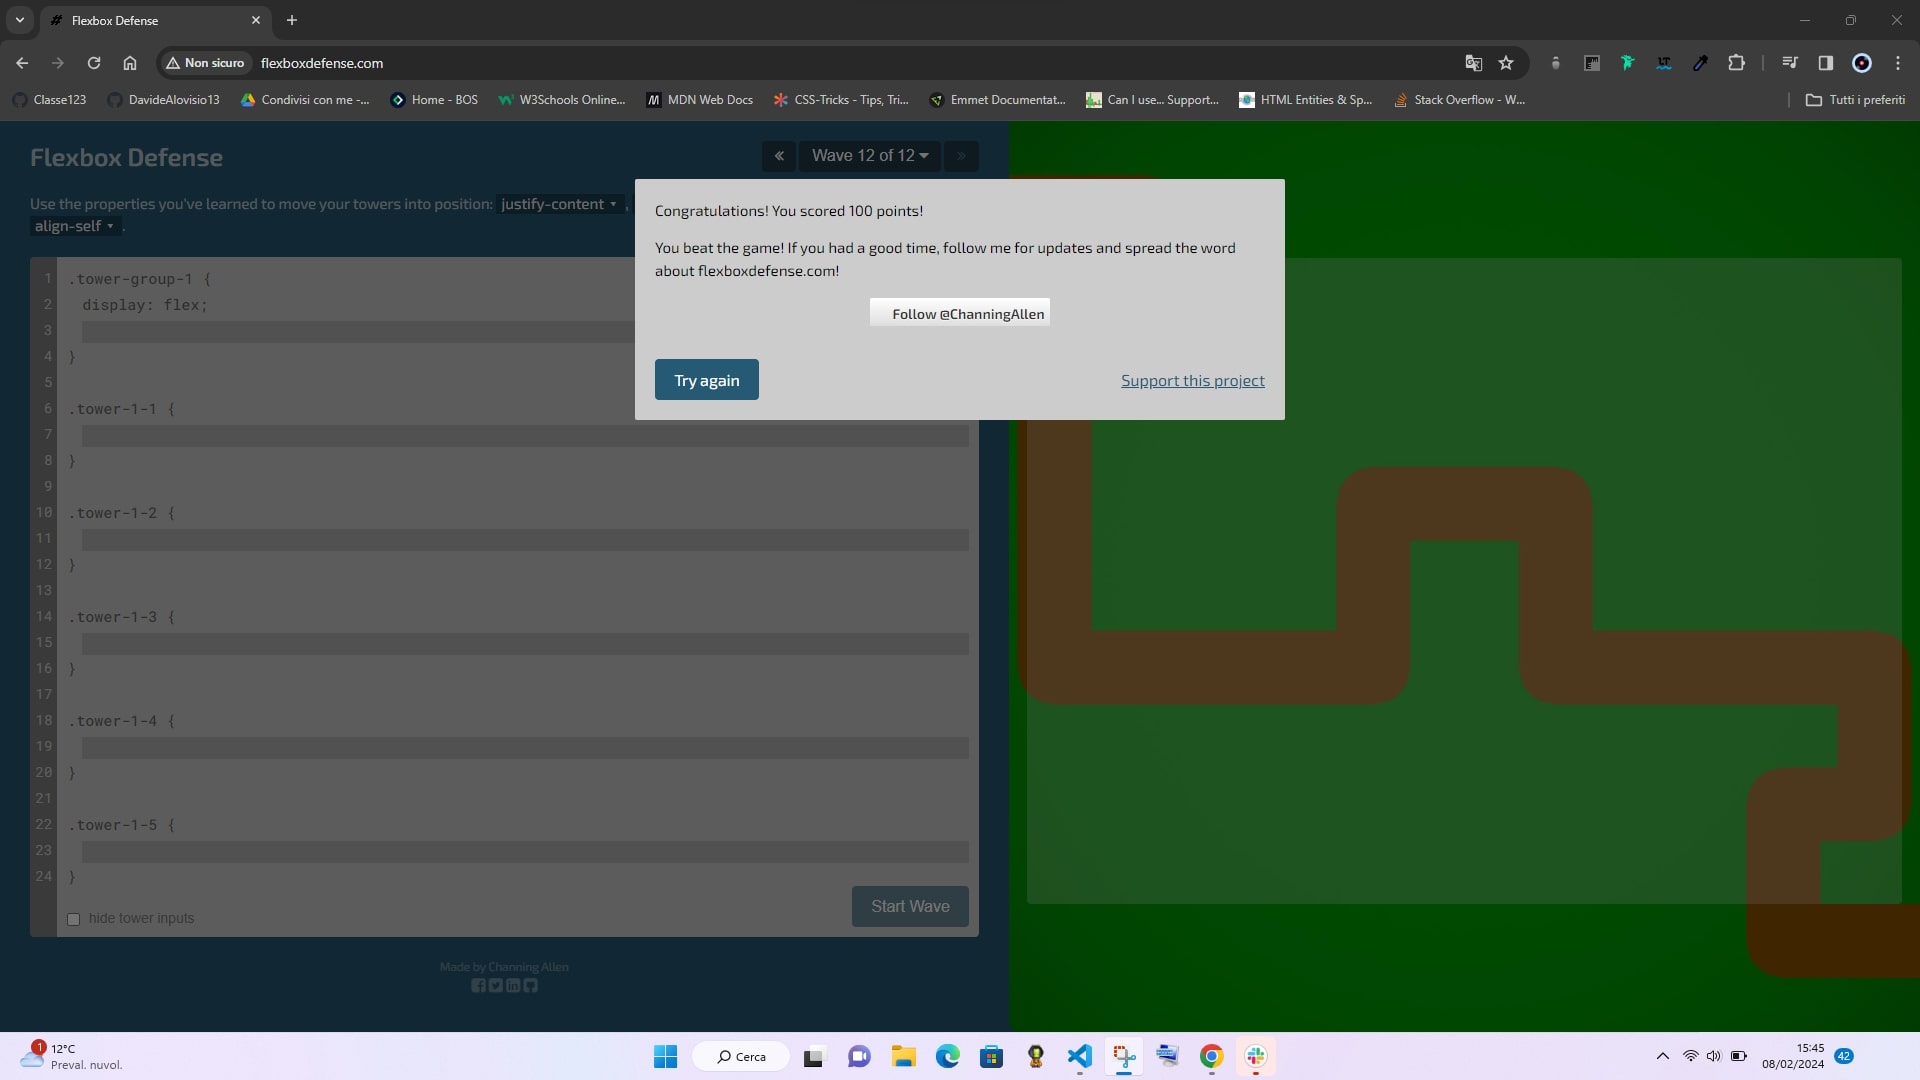 Flexbox Defense
Non sicuro
flexboxdefense.com
Classe123
DavideAlovisio13
Condivisi con me -...
Home - BOS
W3Schools Online...
MDN Web Docs
CSS-Tricks - Tips, Tri...
Emmet Documentat...
Can I use... Support...
HTML Entities & Sp...
Stack Overflow - W...
Tutti i preferiti
Flexbox Defense
« Wave 12 of 12 »
Use the properties you've learned to move your towers into position: justify-content ,
align-self .
Congratulations! You scored 100 points!
You beat the game! If you had a good time, follow me for updates and spread the word
about flexboxdefense.com!
Follow @ChanningAllen
Try again
Support this project
1 .tower-group-1 {
2 display: flex;
3
4 }
5
6 .tower-1-1 {
7
8 }
9
10 .tower-1-2 {
11
12 }
13
14 .tower-1-3 {
15
16 }
17
18 .tower-1-4 {
19
20 }
21
22 .tower-1-5 {
23
24 }
hide tower inputs
Start Wave
Made by Channing Allen
1
12°C
Preval. nuvol.
Cerca
15:45
08/02/2024
42